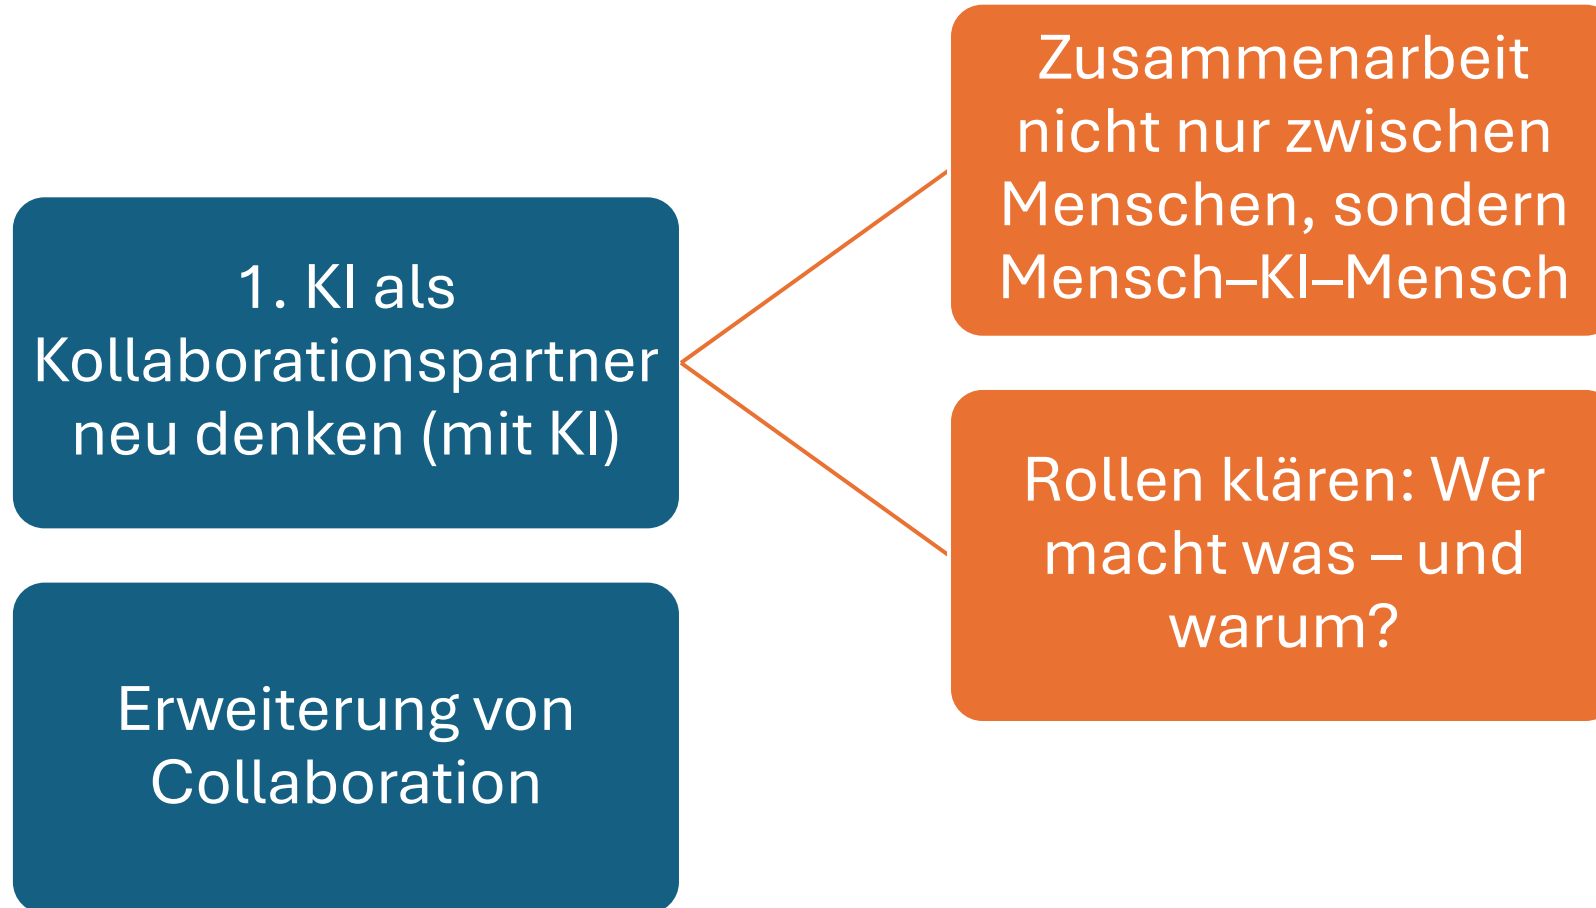 1. KI als
Kollaborationspartner
neu denken (mit KI)
Erweiterung von
Collaboration
Zusammenarbeit
nicht nur zwischen
Menschen, sondern
Mensch–KI–Mensch
Rollen klären: Wer
macht was – und
warum?